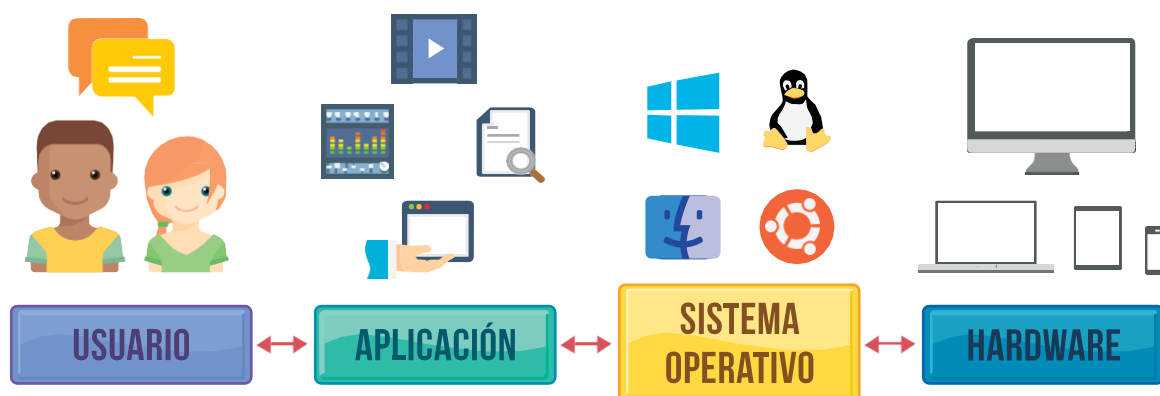 USUARIO
APLICACIÓN
SISTEMA
OPERATIVO
HARDWARE